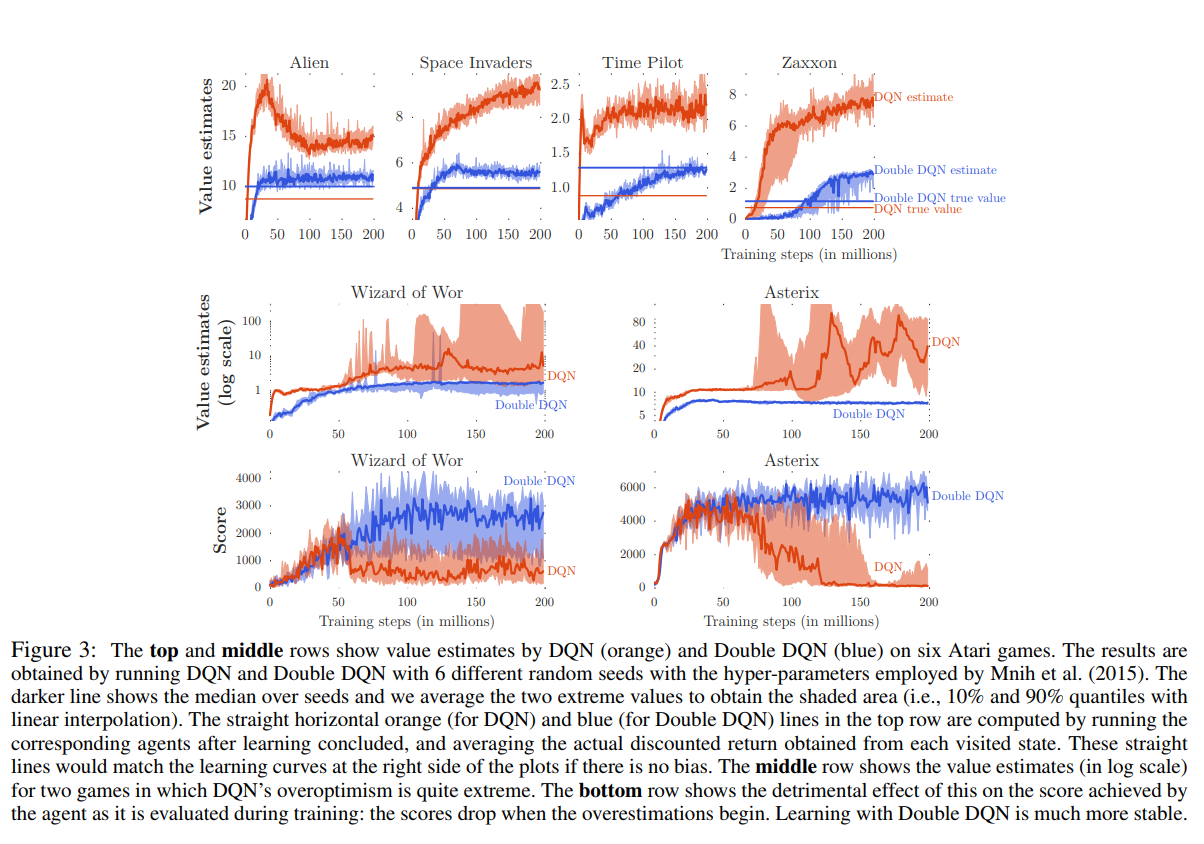 Alien
Space Invaders
Time Pilot
Zaxxon
Value estimates
20
15
10
0 50 100 150 200
8
6
4
0 50 100 150 200
2.5
2.0
1.5
1.0
0 50 100 150 200
8
6
4
2
0
0 50 100 150 200
DQN estimate
Double DQN estimate
Double DQN true value
DQN true value
Training steps (in millions)
Wizard of Wor
Value estimates
(log scale)
100
10
1
0 50 100 150 200
DQN
Double DQN
Asterix
80
40
20
10
5
0 50 100 150 200
DQN
Double DQN
Wizard of Wor
Score
4000
3000
2000
1000
0
0 50 100 150 200
Double DQN
DQN
Training steps (in millions)
Asterix
6000
4000
2000
0
0 50 100 150 200
Double DQN
DQN
Training steps (in millions)
Figure 3: The top and middle rows show value estimates by DQN (orange) and Double DQN (blue) on six Atari games. The results are
obtained by running DQN and Double DQN with 6 different random seeds with the hyper-parameters employed by Mnih et al. (2015). The
darker line shows the median over seeds and we average the two extreme values to obtain the shaded area (i.e., 10% and 90% quantiles with
linear interpolation). The straight horizontal orange (for DQN) and blue (for Double DQN) lines in the top row are computed by running the
corresponding agents after learning concluded, and averaging the actual discounted return obtained from each visited state. These straight
lines would match the learning curves at the right side of the plots if there is no bias. The middle row shows the value estimates (in log scale)
for two games in which DQN's overoptimism is quite extreme. The bottom row shows the detrimental effect of this on the score achieved by
the agent as it is evaluated during training: the scores drop when the overestimations begin. Learning with Double DQN is much more stable.